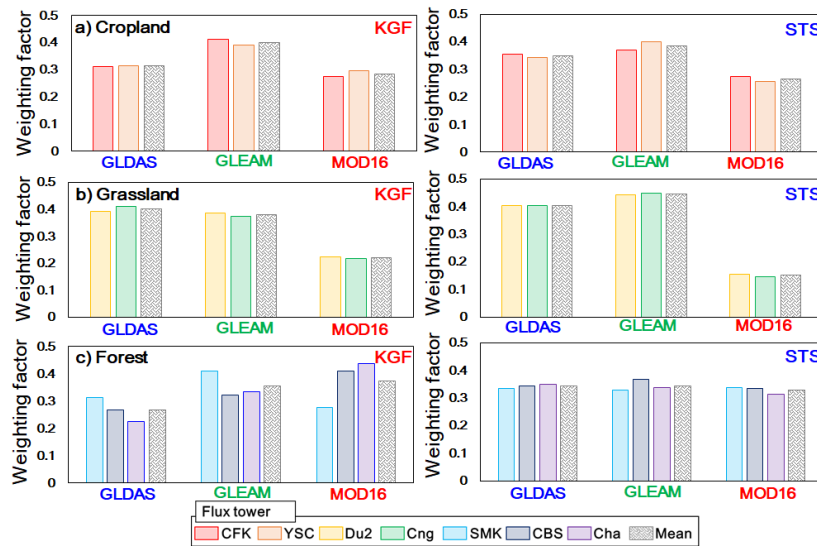 a) Cropland KGF
Weighting factor
0.5
0.4
0.3
0.2
0.1
0
GLDAS GLEAM MOD16
STS
Weighting factor
0.5
0.4
0.3
0.2
0.1
0
GLDAS GLEAM MOD16
b) Grassland KGF
Weighting factor
0.5
0.4
0.3
0.2
0.1
0
GLDAS GLEAM MOD16
STS
Weighting factor
0.5
0.4
0.3
0.2
0.1
0
GLDAS GLEAM MOD16
c) Forest KGF
Weighting factor
0.5
0.4
0.3
0.2
0.1
0
GLDAS GLEAM MOD16
STS
Weighting factor
0.5
0.4
0.3
0.2
0.1
0
GLDAS GLEAM MOD16
Flux tower
CFK YSC Du2 Cng SMK CBS Cha Mean